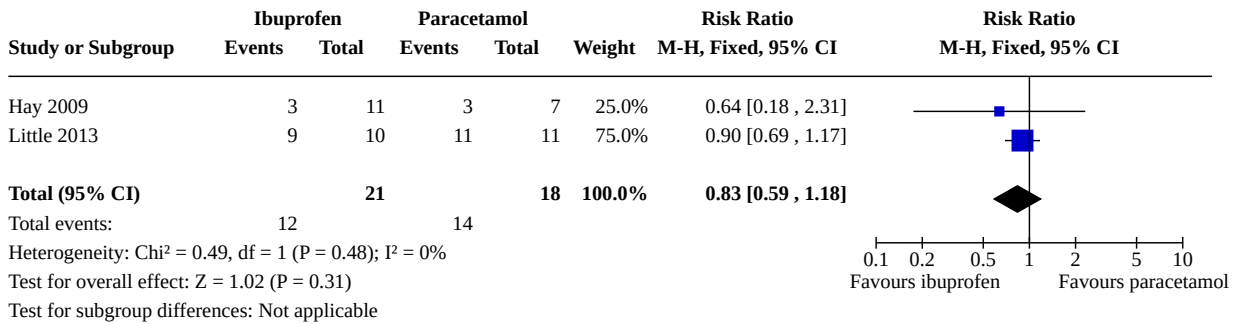 Ibuprofen Paracetamol Risk Ratio Risk Ratio
Study or Subgroup Events Total Events Total Weight M-H, Fixed, 95% CI M-H, Fixed, 95% CI
Hay 2009 3 11 3 7 25.0% 0.64 [0.18 , 2.31]
Little 2013 9 10 11 11 75.0% 0.90 [0.69 , 1.17]
Total (95% CI) 21 18 100.0% 0.83 [0.59 , 1.18]
Total events: 12 14
Heterogeneity: Chi² = 0.49, df = 1 (P = 0.48); I² = 0%
0.1 0.2 0.5 1 2 5 10
Test for overall effect: Z = 1.02 (P = 0.31) Favours ibuprofen Favours paracetamol
Test for subgroup differences: Not applicable